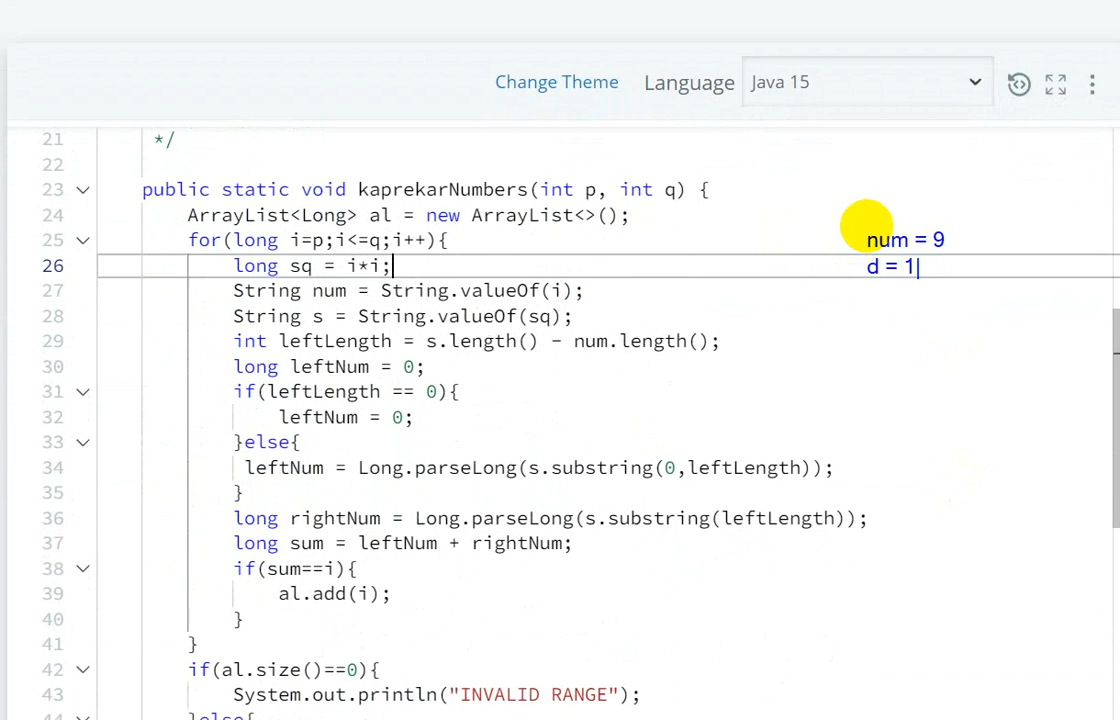 Change Theme Language Java 15
21 */
22
23 public static void kaprekarNumbers(int p, int q) {
24 ArrayList<Long> al = new ArrayList<>();
25 for(long i=p;i<=q;i++){ num = 9
26 long sq = i*i; d = 1
27 String num = String.valueOf(i);
28 String s = String.valueOf(sq);
29 int leftLength = s.length() - num.length();
30 long leftNum = 0;
31 if(leftLength == 0){
32 leftNum = 0;
33 }else{
34 leftNum = Long.parseLong(s.substring(0,leftLength));
35 }
36 long rightNum = Long.parseLong(s.substring(leftLength));
37 long sum = leftNum + rightNum;
38 if(sum==i){
39 al.add(i);
40 }
41 }
42 if(al.size()==0){
43 System.out.println("INVALID RANGE");
44 }else{